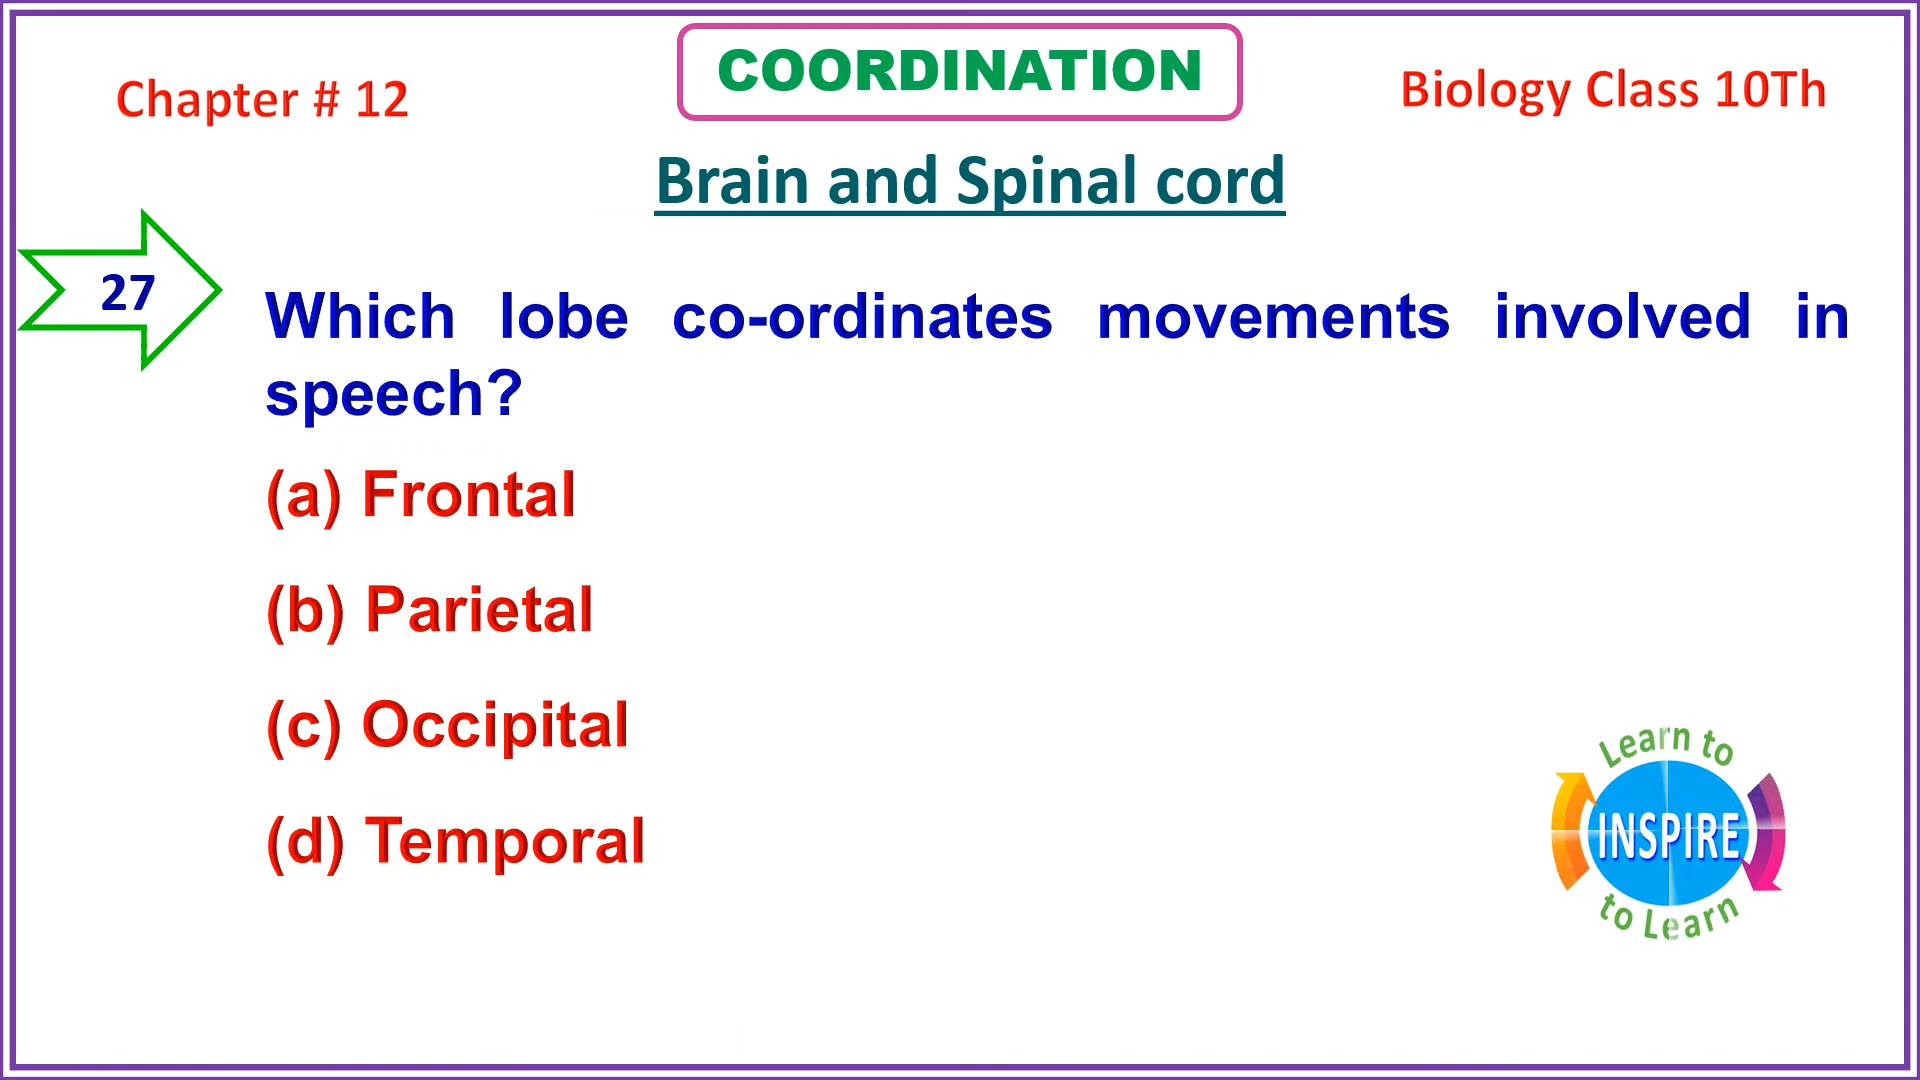 COORDINATION
Chapter # 12
Biology Class 10Th
Brain and Spinal cord
27
Which lobe co-ordinates movements involved in
speech?
(a) Frontal
(b) Parietal
(c) Occipital
(d) Temporal
Learn to
INSPIRE
to Learn